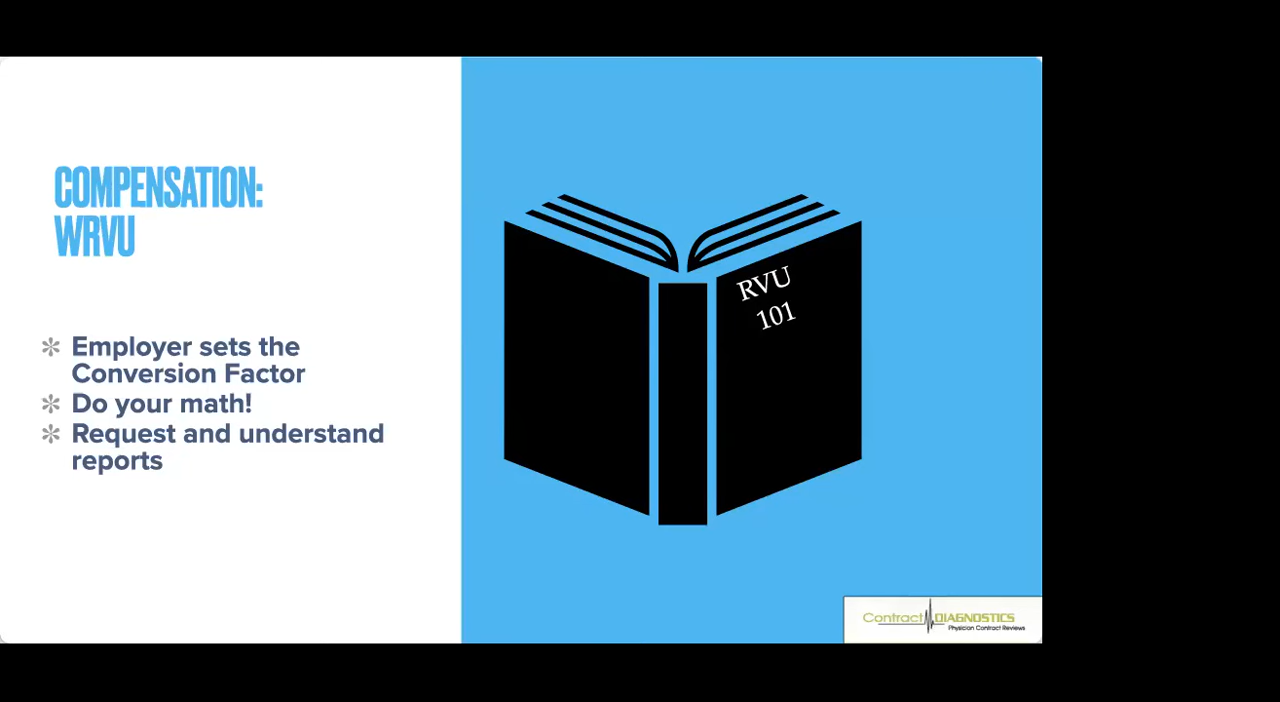 COMPENSATION:
WRVU
✼ Employer sets the
Conversion Factor
✼ Do your math!
✼ Request and understand
reports
RVU
101
Contract DIAGNOSTICS
Physician Contract Reviews